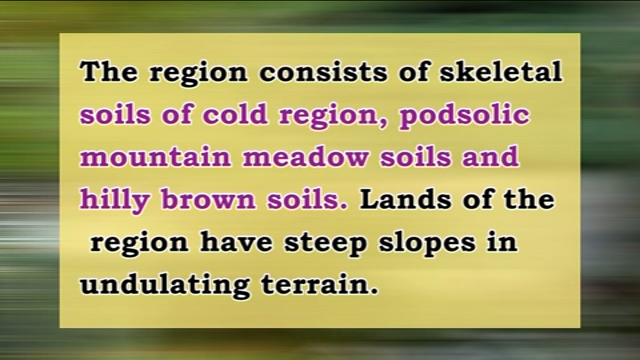 The region consists of skeletal
soils of cold region, podsolic
mountain meadow soils and
hilly brown soils. Lands of the
region have steep slopes in
undulating terrain.